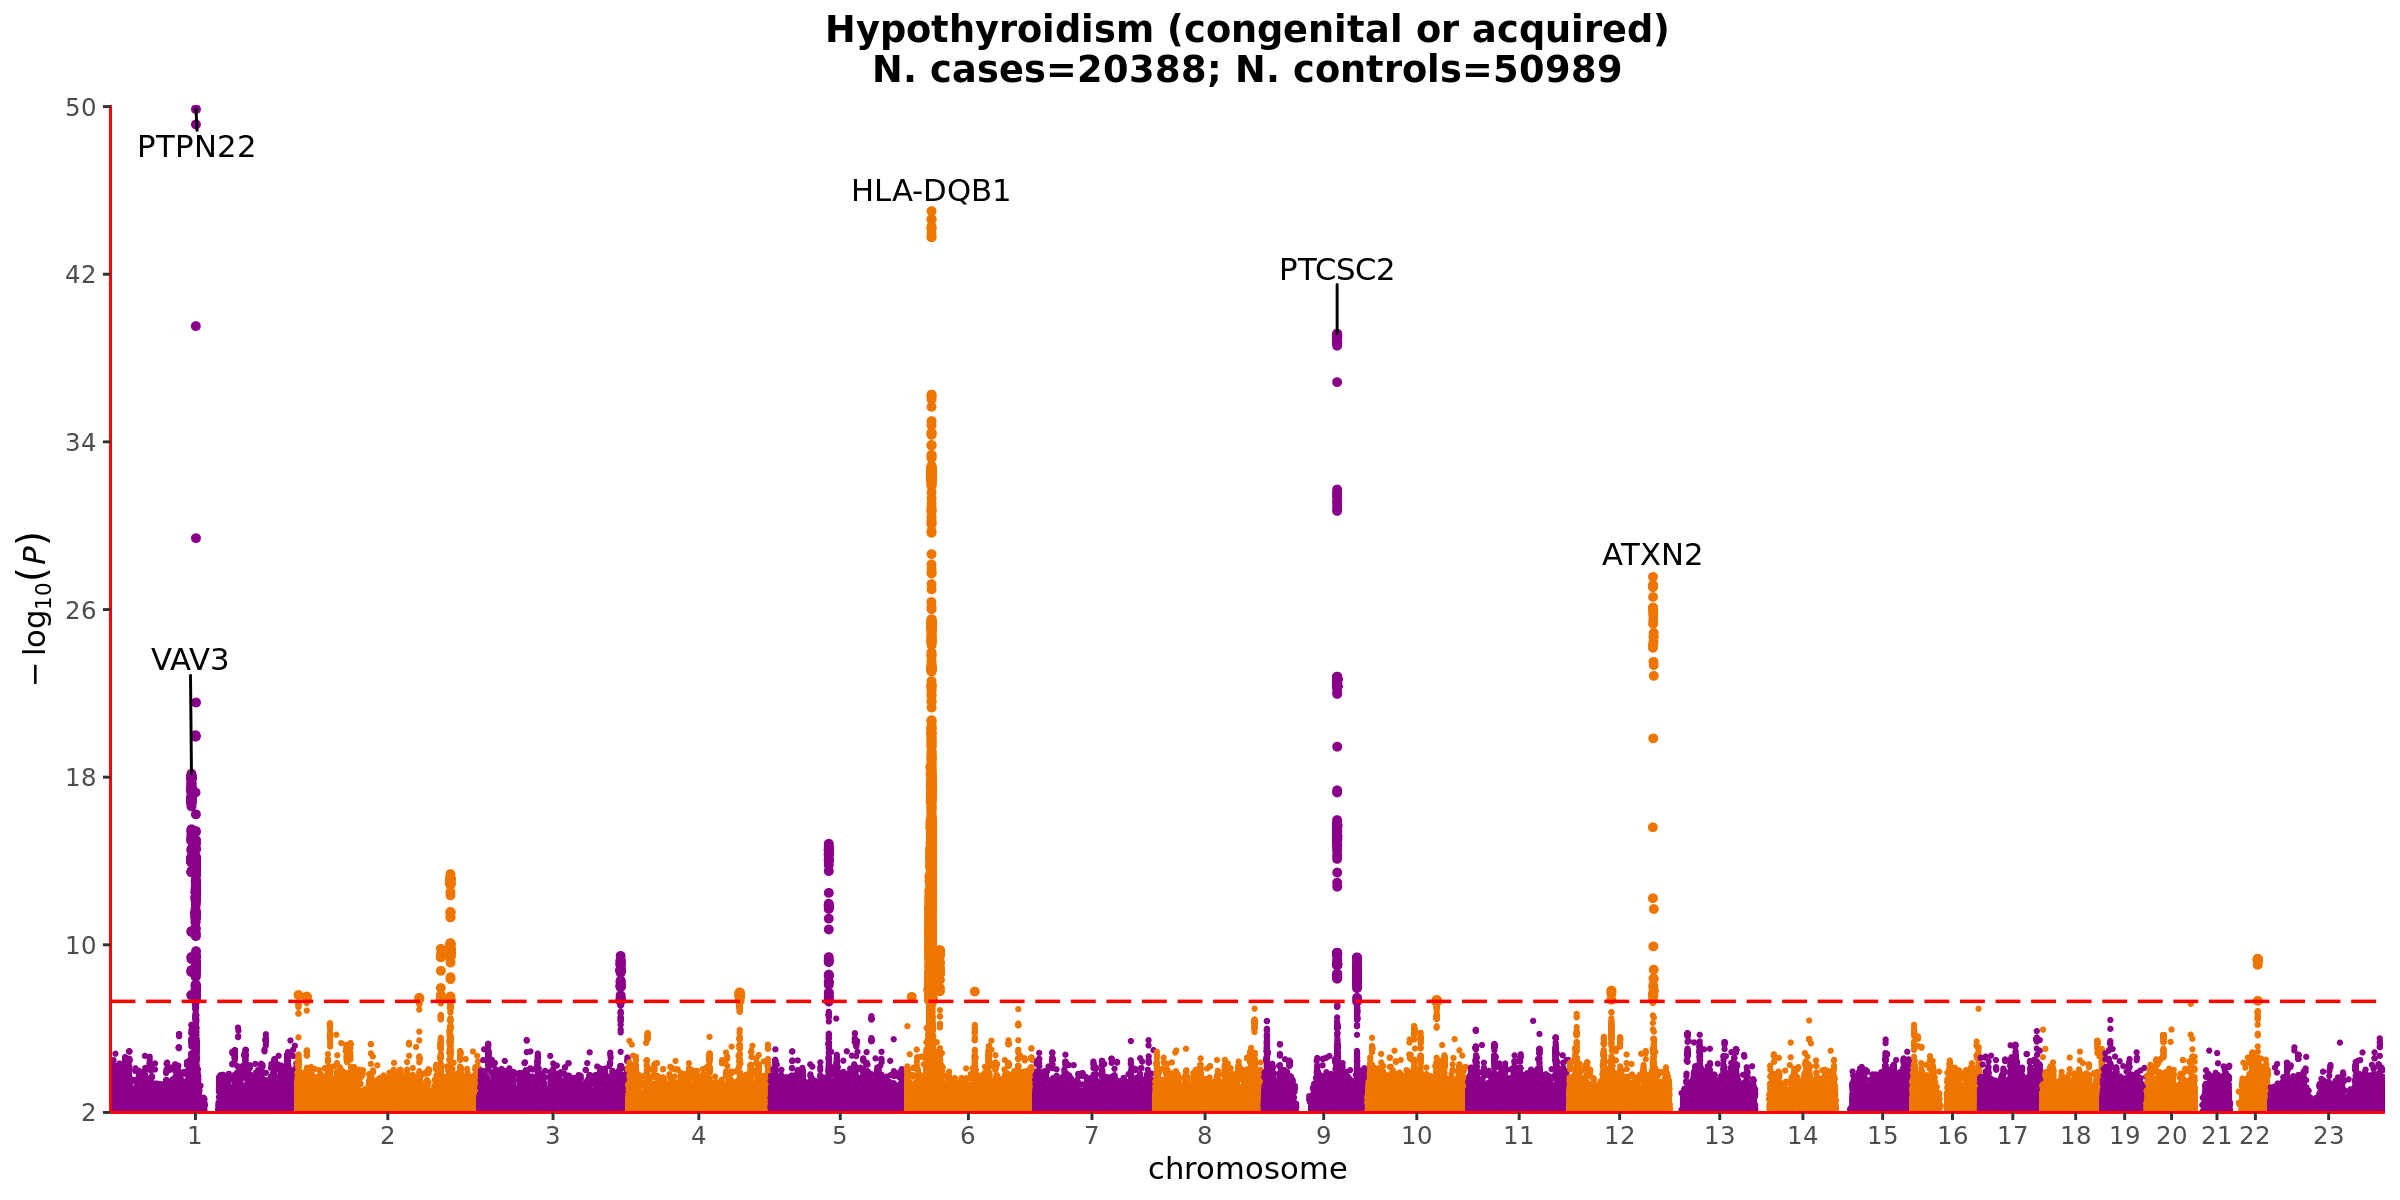 Hypothyroidism (congenital or acquired)
N. cases=20388; N. controls=50989
50
PTPN22
HLA-DQB1
42
PTCSC2
34
ATXN2
26
VAV3
18
10
2
−log₁₀(P)
1 2 3 4 5 6 7 8 9 10 11 12 13 14 15 16 17 18 19 20 21 22 23
chromosome